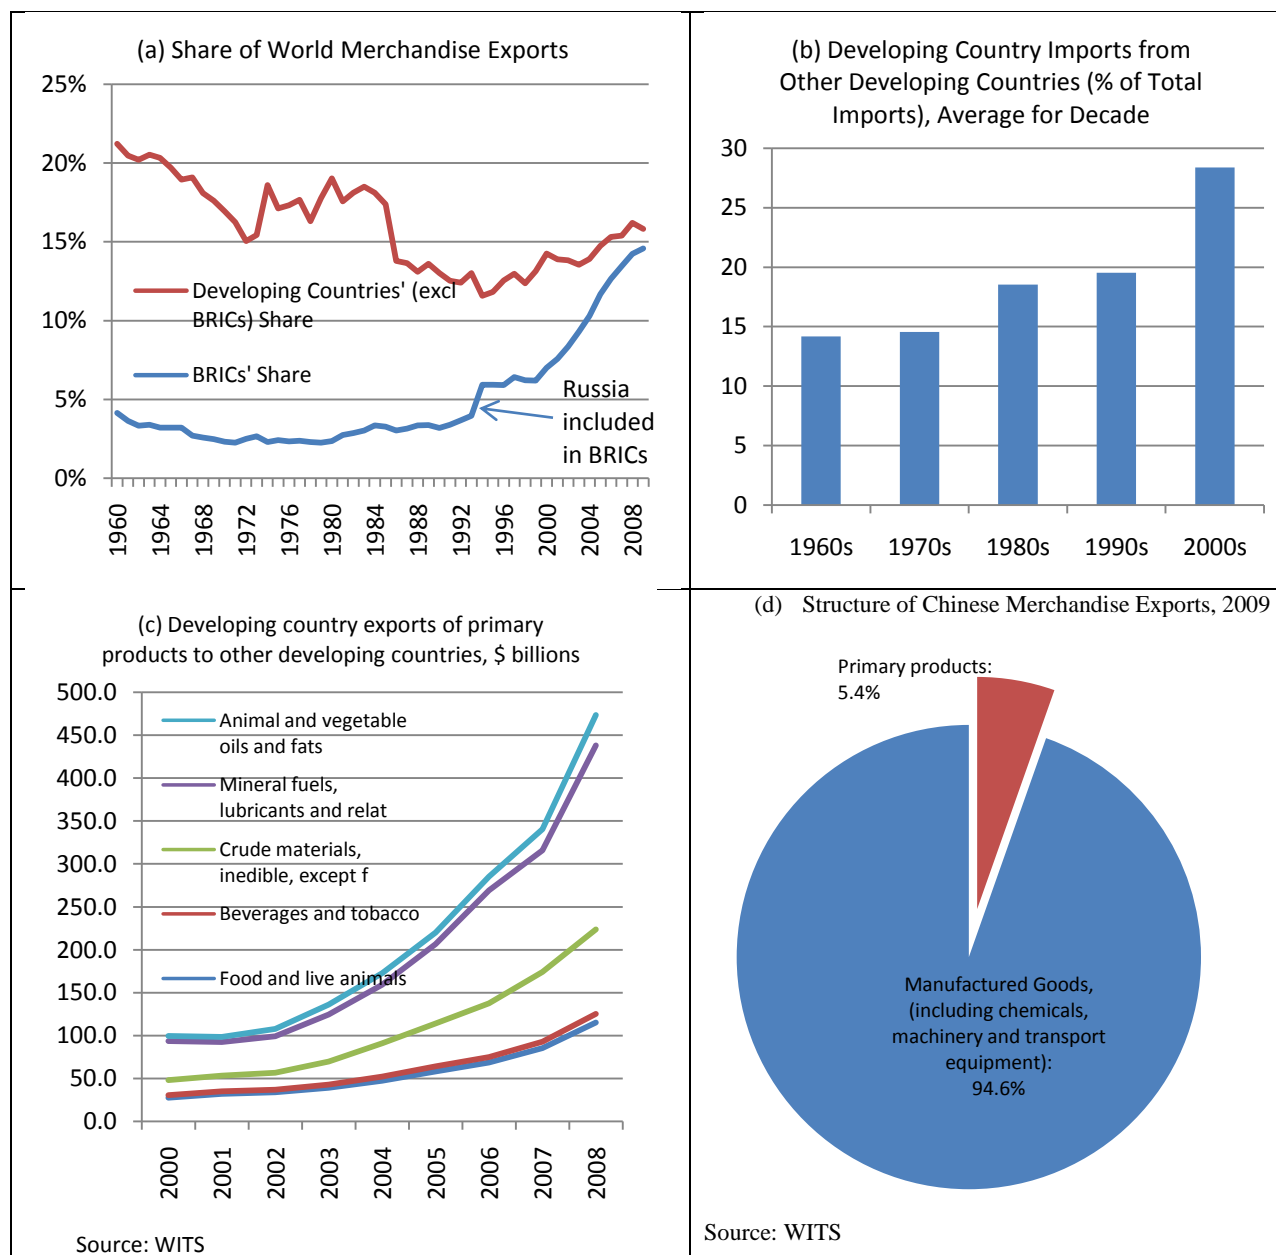 (a) Share of World Merchandise Exports
25%
20%
15%
10%
5%
0%
Developing Countries' (excl
BRICs) Share
BRICs' Share
Russia
included
in BRICs
1960
1964
1968
1972
1976
1980
1984
1988
1992
1996
2000
2004
2008
(b) Developing Country Imports from
Other Developing Countries (% of Total
Imports), Average for Decade
30
25
20
15
10
5
0
1960s 1970s 1980s 1990s 2000s
(c) Developing country exports of primary
products to other developing countries, $ billions
500.0
450.0
400.0
350.0
300.0
250.0
200.0
150.0
100.0
50.0
0.0
Animal and vegetable
oils and fats
Mineral fuels,
lubricants and relat
Crude materials,
inedible, except f
Beverages and tobacco
Food and live animals
2000
2001
2002
2003
2004
2005
2006
2007
2008
Source: WITS
(d) Structure of Chinese Merchandise Exports, 2009
Primary products:
5.4%
Manufactured Goods,
(including chemicals,
machinery and transport
equipment):
94.6%
Source: WITS